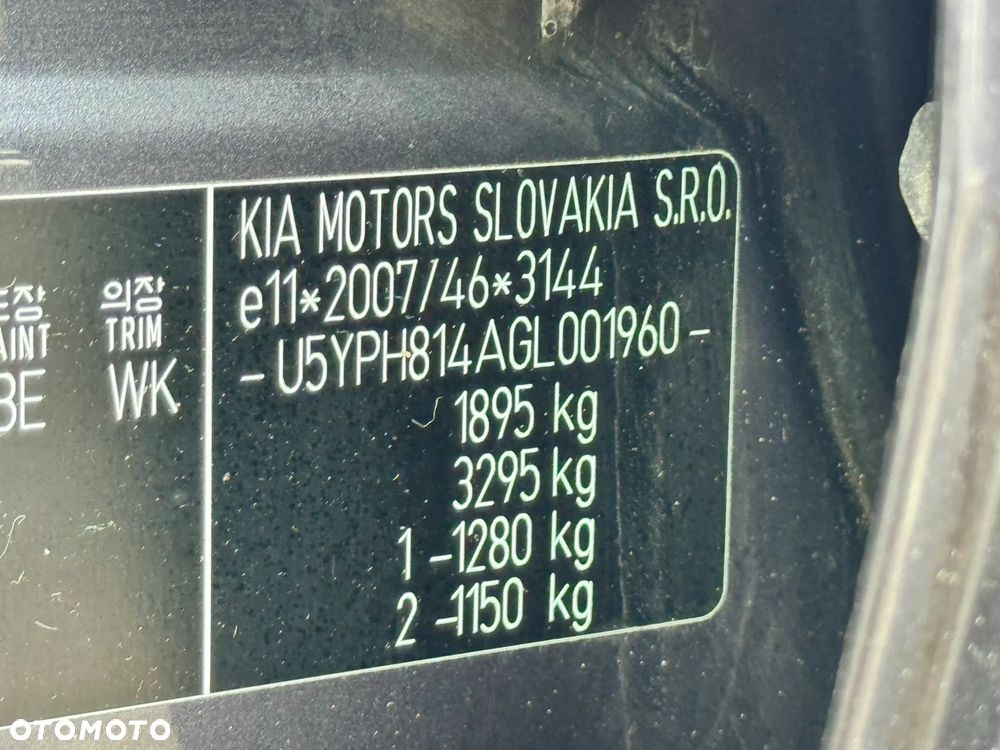 KIA MOTORS SLOVAKIA S.R.O.
e11*2007/46*3144
-U5YPH814AGL001960-
1895 kg
3295 kg
1 -1280 kg
2 -1150 kg
의장
AINT TRIM
BE WK
OTOMOTO